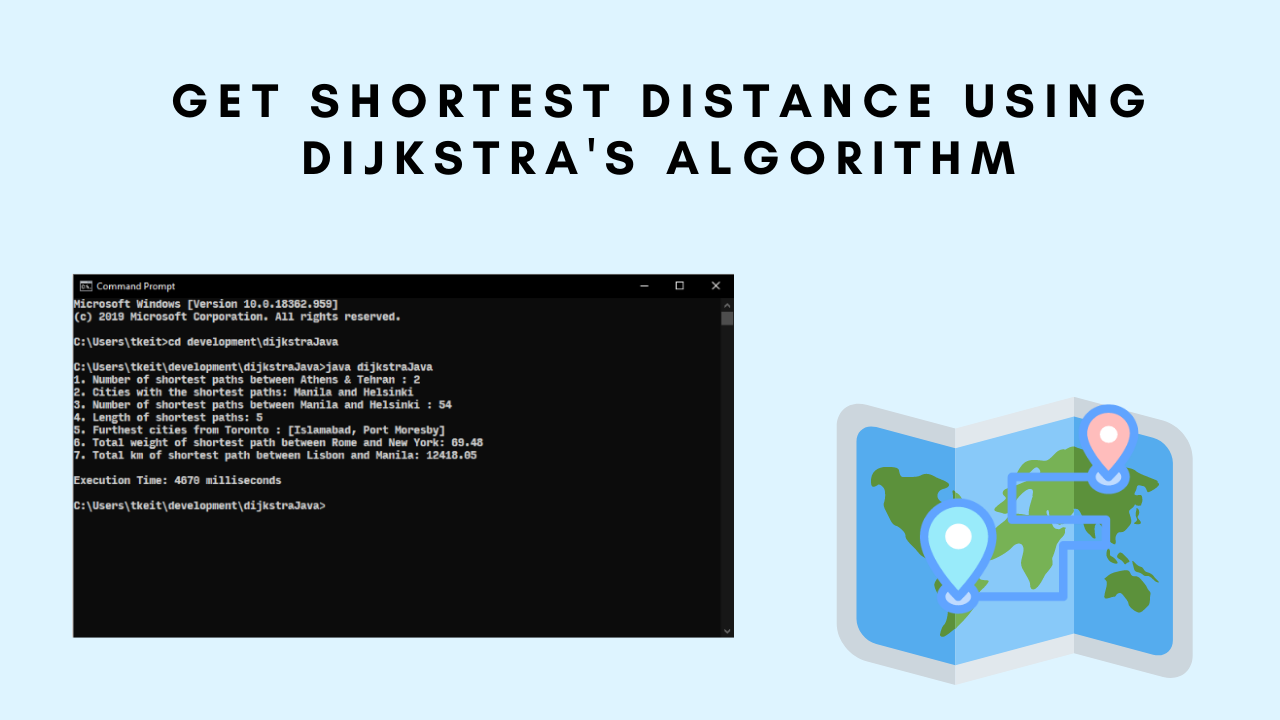 GET SHORTEST DISTANCE USING
DIJKSTRA'S ALGORITHM
Command Prompt
Microsoft Windows [Version 10.0.18362.959]
(c) 2019 Microsoft Corporation. All rights reserved.
C:\Users\tkeit>cd development\dijkstraJava
C:\Users\tkeit\development\dijkstraJava>java dijkstraJava
1. Number of shortest paths between Athens & Tehran : 2
2. Cities with the shortest paths: Manila and Helsinki
3. Number of shortest paths between Manila and Helsinki : 54
4. Length of shortest paths: 5
5. Furthest cities from Toronto : [Islamabad, Port Moresby]
6. Total weight of shortest path between Rome and New York: 69.48
7. Total km of shortest path between Lisbon and Manila: 12418.05
Execution Time: 4670 milliseconds
C:\Users\tkeit\development\dijkstraJava>